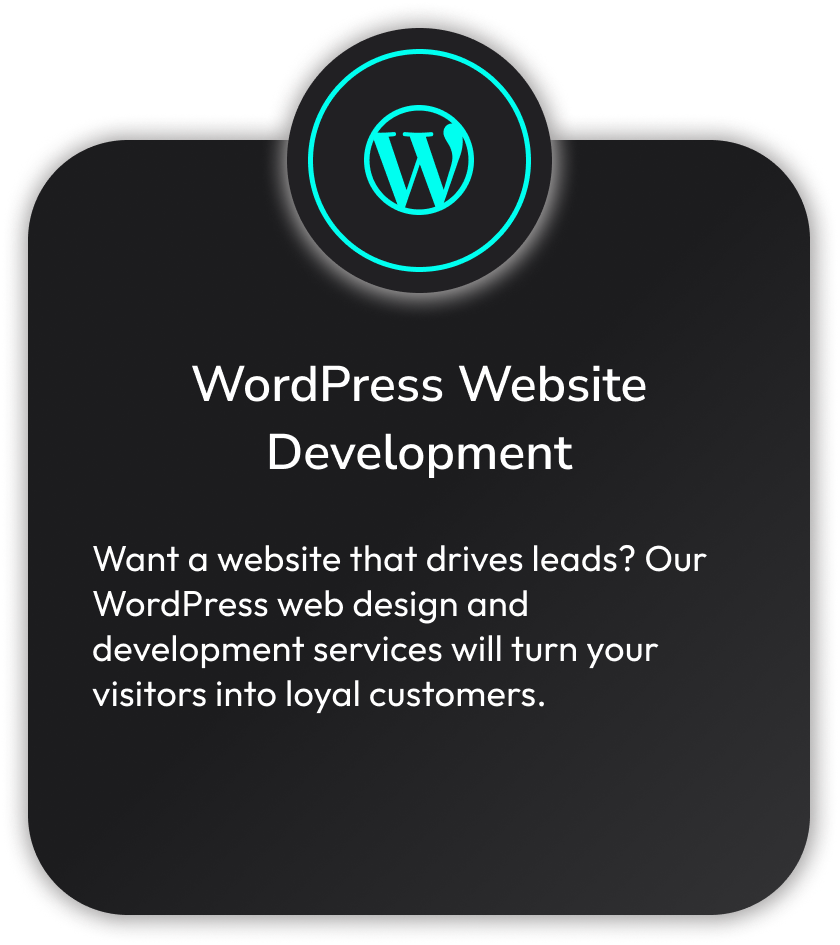 WordPress Website
Development
Want a website that drives leads? Our
WordPress web design and
development services will turn your
visitors into loyal customers.